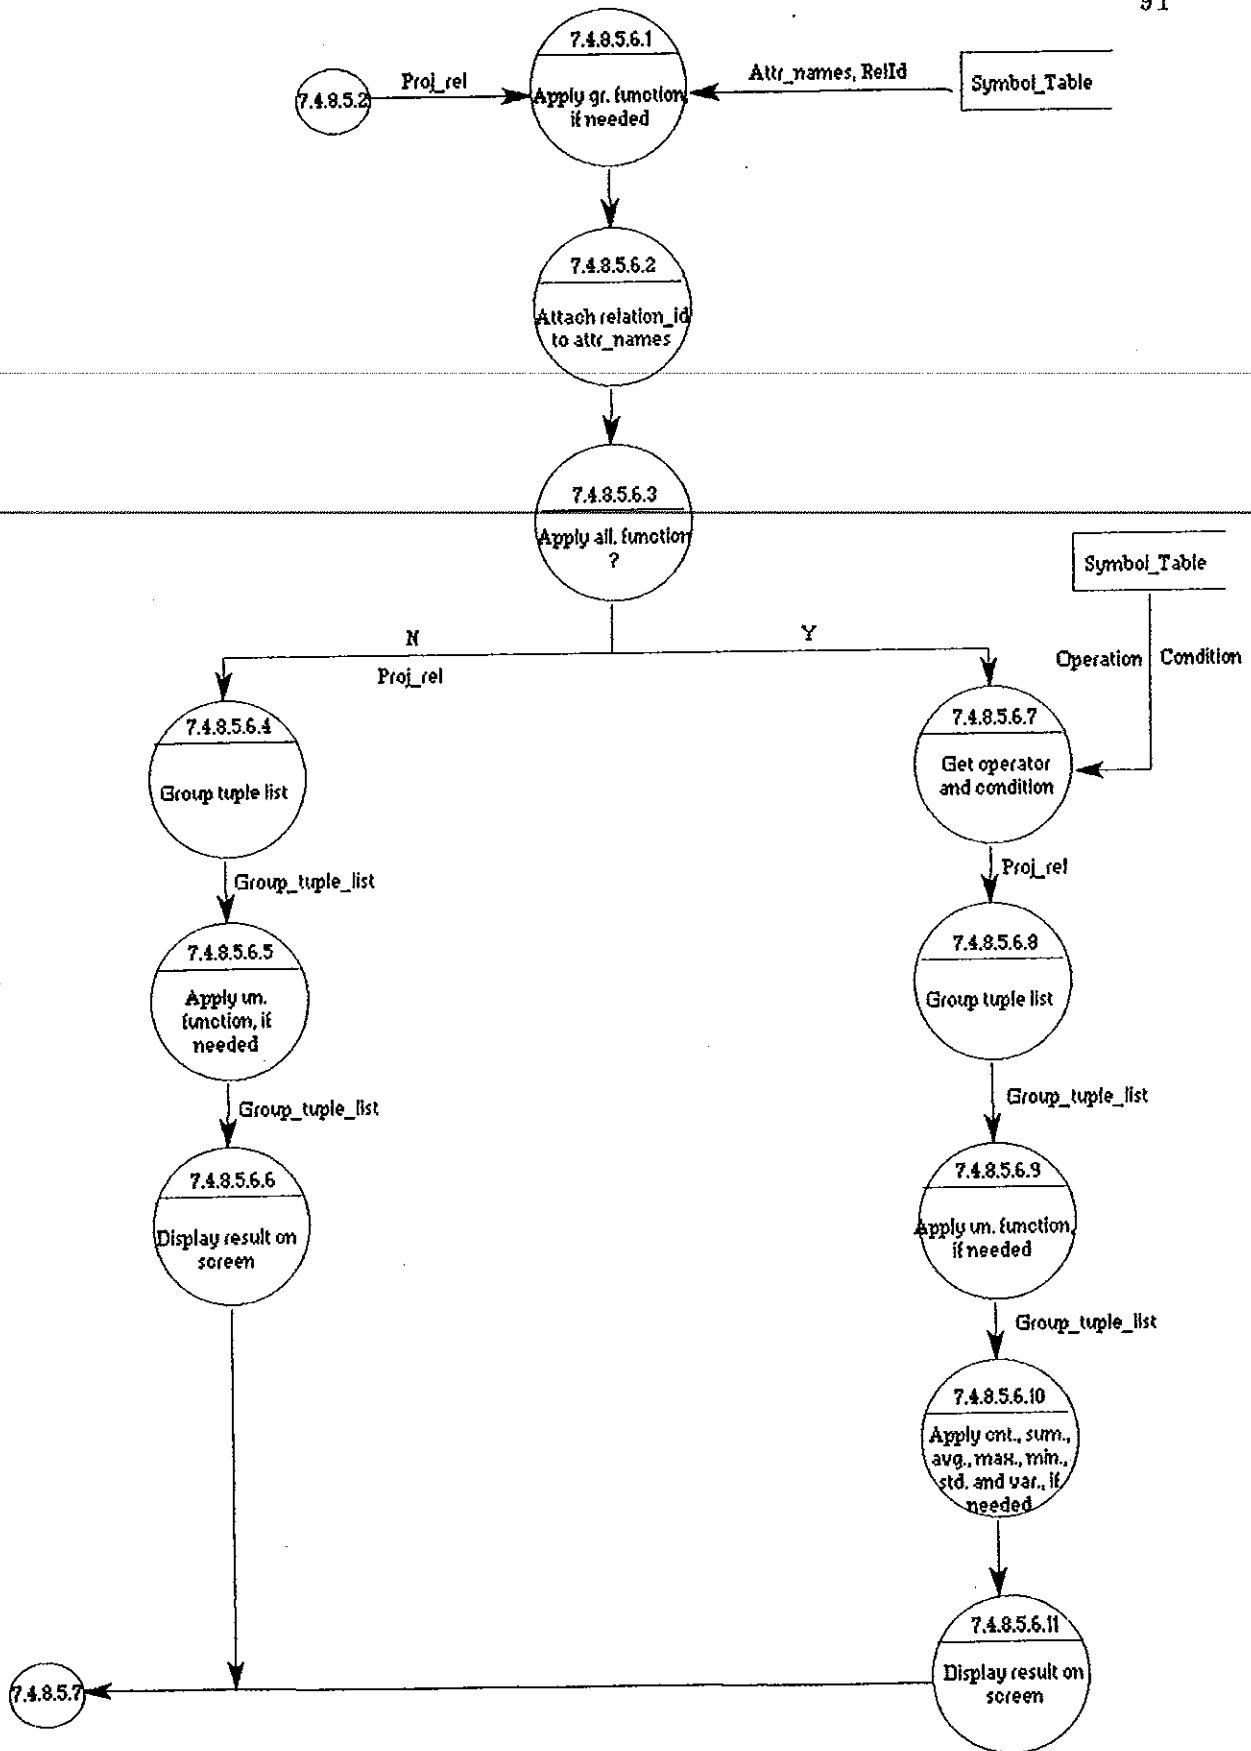 91
7.4.8.5.6.1
Apply gr. function,
if needed
7.4.8.5.2
Proj_rel
Attr_names, RelId
Symbol_Table
7.4.8.5.6.2
Attach relation_id
to attr_names
7.4.8.5.6.3
Apply all. function
?
Symbol_Table
N
Y
Proj_rel
Operation
Condition
7.4.8.5.6.4
Group tuple list
7.4.8.5.6.7
Get operator
and condition
Group_tuple_list
Proj_rel
7.4.8.5.6.5
Apply un.
function, if
needed
7.4.8.5.6.8
Group tuple list
Group_tuple_list
Group_tuple_list
7.4.8.5.6.6
Display result on
screen
7.4.8.5.6.9
Apply un. function,
if needed
Group_tuple_list
7.4.8.5.6.10
Apply cnt., sum.,
avg., max., min.,
std. and var., if
needed
7.4.8.5.6.11
Display result on
screen
7.4.8.5.7